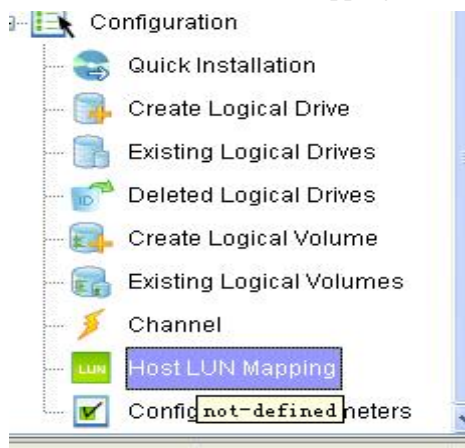 Configuration
Quick Installation
Create Logical Drive
Existing Logical Drives
ID Deleted Logical Drives
Create Logical Volume
Existing Logical Volumes
Channel
LUN Host LUN Mapping
Config not-defined meters